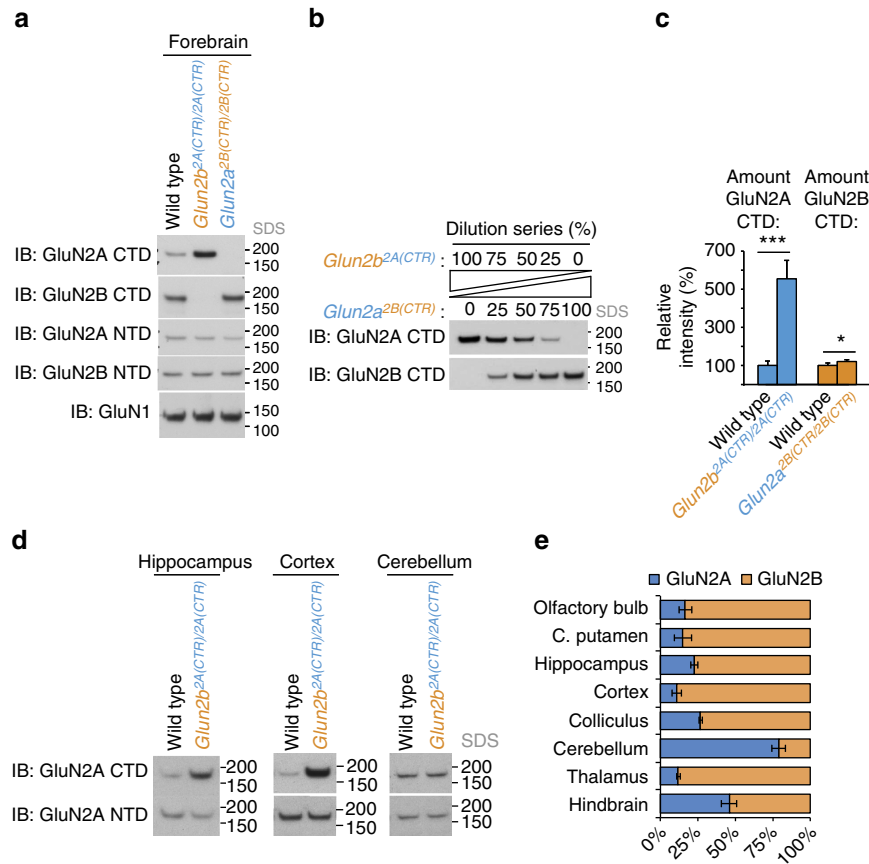 a
Forebrain
Wild type
Glun2b2A(CTR)/2A(CTR)
Glun2a2B(CTR)/2B(CTR)
SDS
IB: GluN2A CTD
200
150
IB: GluN2B CTD
200
150
IB: GluN2A NTD
200
150
IB: GluN2B NTD
200
150
IB: GluN1
150
100
b
Dilution series (%)
Glun2b2A(CTR) : 100 75 50 25 0
Glun2a2B(CTR) : 0 25 50 75 100 SDS
IB: GluN2A CTD
200
150
IB: GluN2B CTD
200
150
c
Amount GluN2A CTD:
Amount GluN2B CTD:
Relative intensity (%)
700
500
300
100
***
*
Wild type
Glun2b2A(CTR)/2A(CTR)
Wild type
Glun2a2B(CTR/2B(CTR)
d
Hippocampus Cortex Cerebellum
Wild type
Glun2b2A(CTR)/2A(CTR)
Wild type
Glun2b2A(CTR)/2A(CTR)
Wild type
Glun2b2A(CTR)/2A(CTR)
SDS
IB: GluN2A CTD
200
150
200
150
200
150
IB: GluN2A NTD
200
150
200
150
200
150
e
GluN2A GluN2B
Olfactory bulb
C. putamen
Hippocampus
Cortex
Colliculus
Cerebellum
Thalamus
Hindbrain
0% 25% 50% 75% 100%